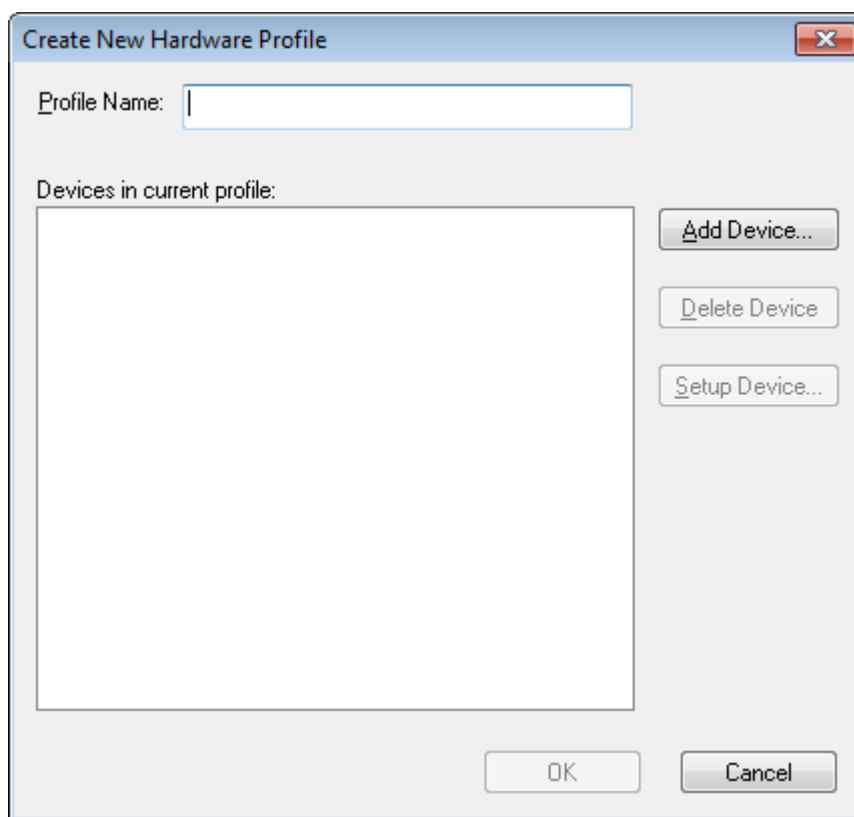 Create New Hardware Profile
Profile Name:
Devices in current profile:
Add Device...
Delete Device
Setup Device...
OK
Cancel